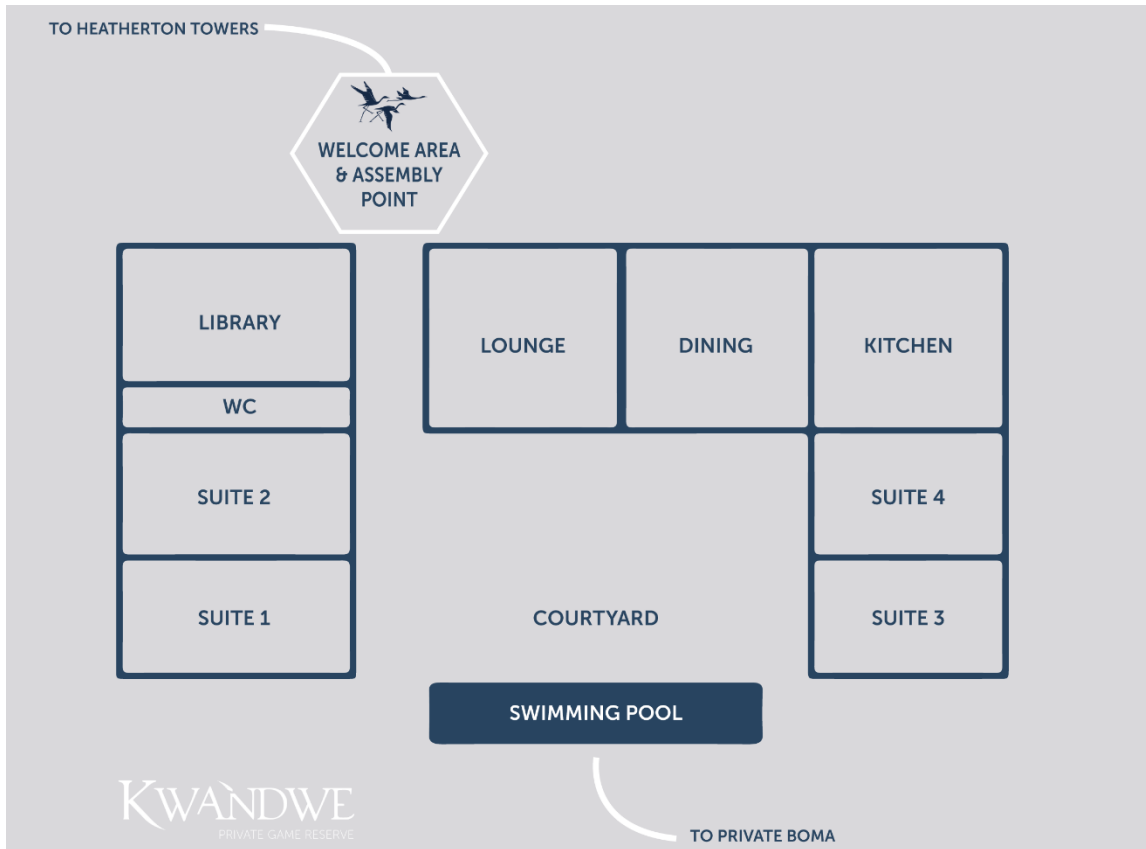 TO HEATHERTON TOWERS
WELCOME AREA
& ASSEMBLY
POINT
LIBRARY
LOUNGE
DINING
KITCHEN
WC
SUITE 2
SUITE 4
SUITE 1
COURTYARD
SUITE 3
SWIMMING POOL
KWANDWE
PRIVATE GAME RESERVE
TO PRIVATE BOMA